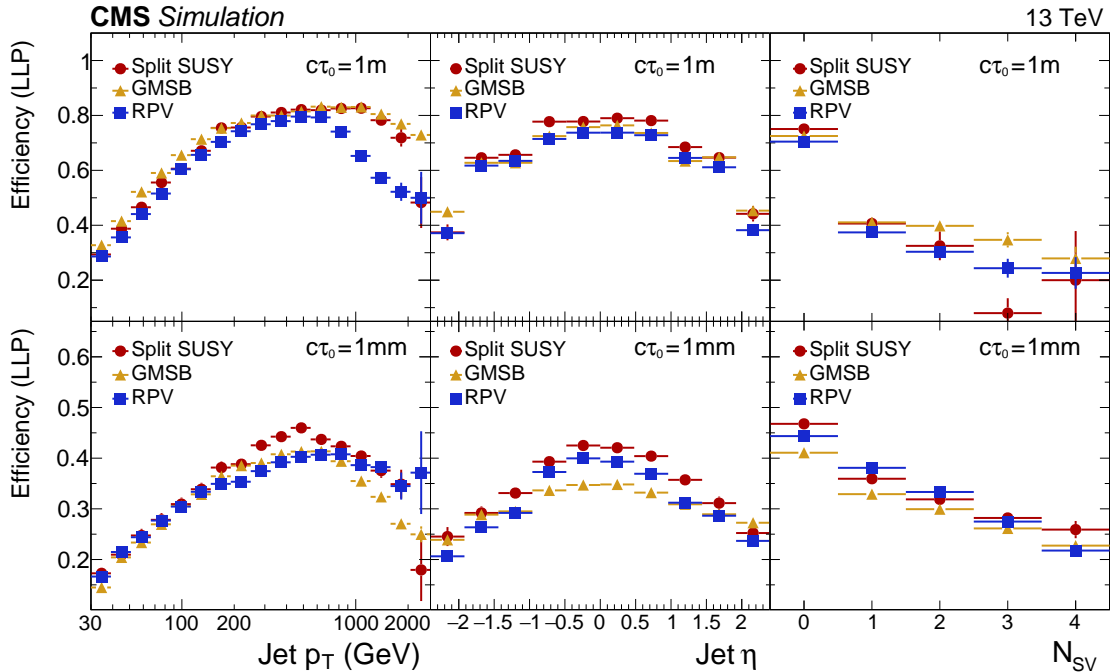 CMS Simulation 13 TeV
Efficiency (LLP)
1
0.8
0.6
0.4
0.2
Split SUSY cτ₀=1m
GMSB
RPV
Split SUSY cτ₀=1m
GMSB
RPV
Split SUSY cτ₀=1m
GMSB
RPV
Efficiency (LLP)
0.6
0.5
0.4
0.3
0.2
Split SUSY cτ₀=1mm
GMSB
RPV
Split SUSY cτ₀=1mm
GMSB
RPV
Split SUSY cτ₀=1mm
GMSB
RPV
30 100 200 1000 2000
−2 −1.5 −1 −0.5 0 0.5 1 1.5 2
0 1 2 3 4
Jet p_T (GeV) Jet η N_SV